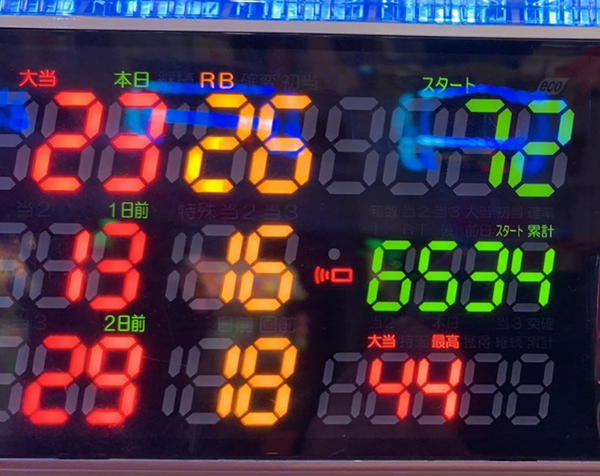 大当 本日 RB スタート
23 26 72
1日前 スタート 累計
13 16 6534
2日前 大当 最高
29 18 44